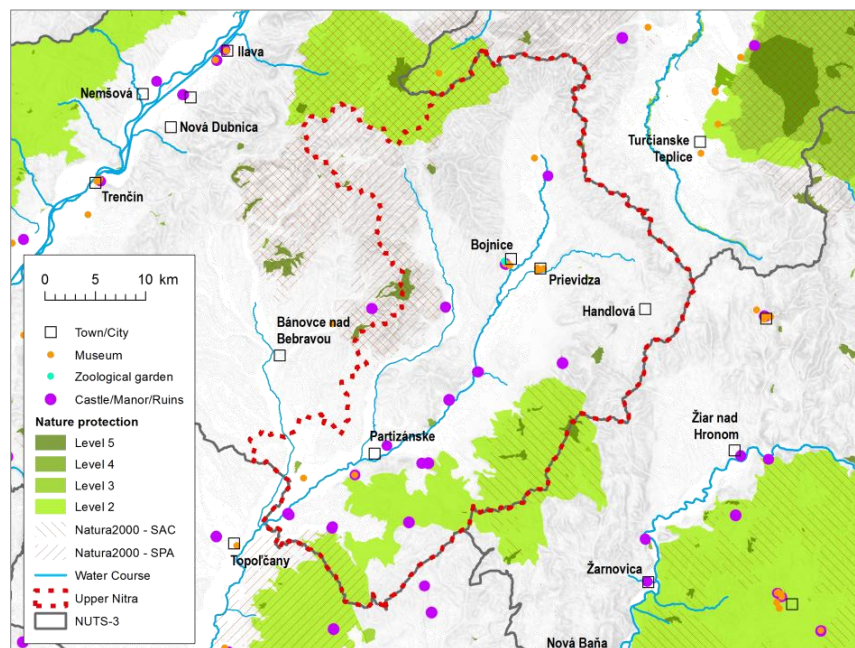 Ilava
Nemšová
Nová Dubnica
Turčianske
Teplice
Trenčín
Bojnice
Prievidza
Handlová
Bánovce nad
Bebravou
Žiar nad
Hronom
Partizánske
Topoľčany
Žarnovica
Nová Baňa
0 5 10 km
Town/City
Museum
Zoological garden
Castle/Manor/Ruins
Nature protection
Level 5
Level 4
Level 3
Level 2
Natura2000 - SAC
Natura2000 - SPA
Water Course
Upper Nitra
NUTS-3